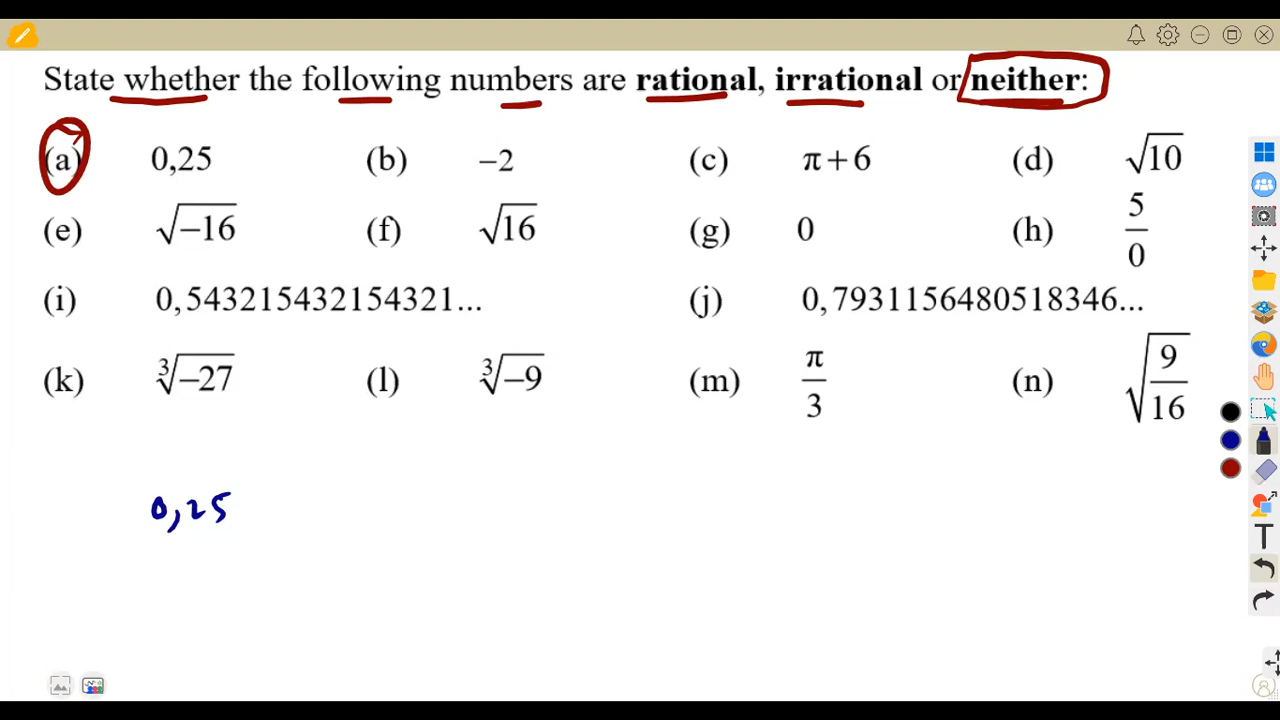 State whether the following numbers are rational, irrational or neither:
(a) 0,25 (b) –2 (c) π + 6 (d) √10
(e) √–16 (f) √16 (g) 0 (h) 5/0
(i) 0,543215432154321... (j) 0,7931156480518346...
(k) ∛–27 (l) ∛–9 (m) π/3 (n) √(9/16)
0,25
T